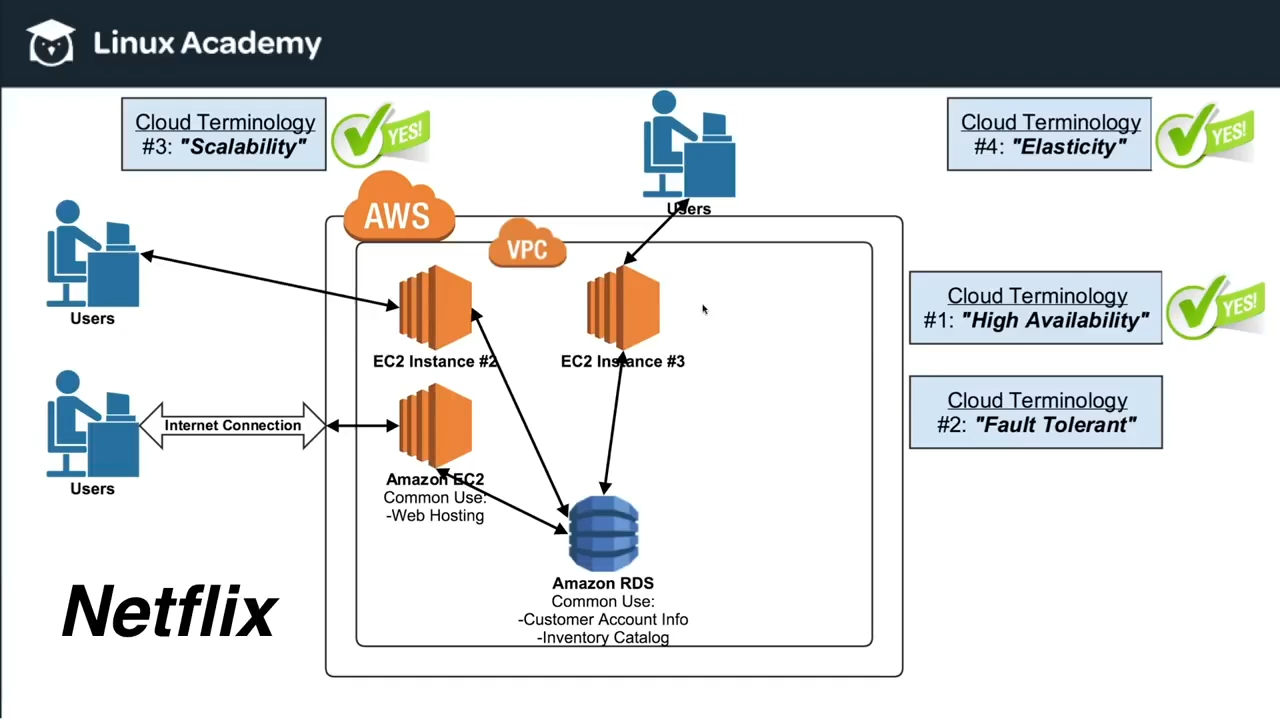 Linux Academy
Cloud Terminology
#3: "Scalability"
YES!
Cloud Terminology
#4: "Elasticity"
YES!
Users
AWS
VPC
Users
EC2 Instance #2
EC2 Instance #3
Cloud Terminology
#1: "High Availability"
YES!
Cloud Terminology
#2: "Fault Tolerant"
Internet Connection
Users
Amazon EC2
Common Use:
-Web Hosting
Amazon RDS
Common Use:
-Customer Account Info
-Inventory Catalog
Netflix